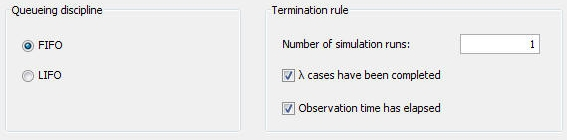 Queueing discipline
FIFO
LIFO
Termination rule
Number of simulation runs: 1
λ cases have been completed
Observation time has elapsed